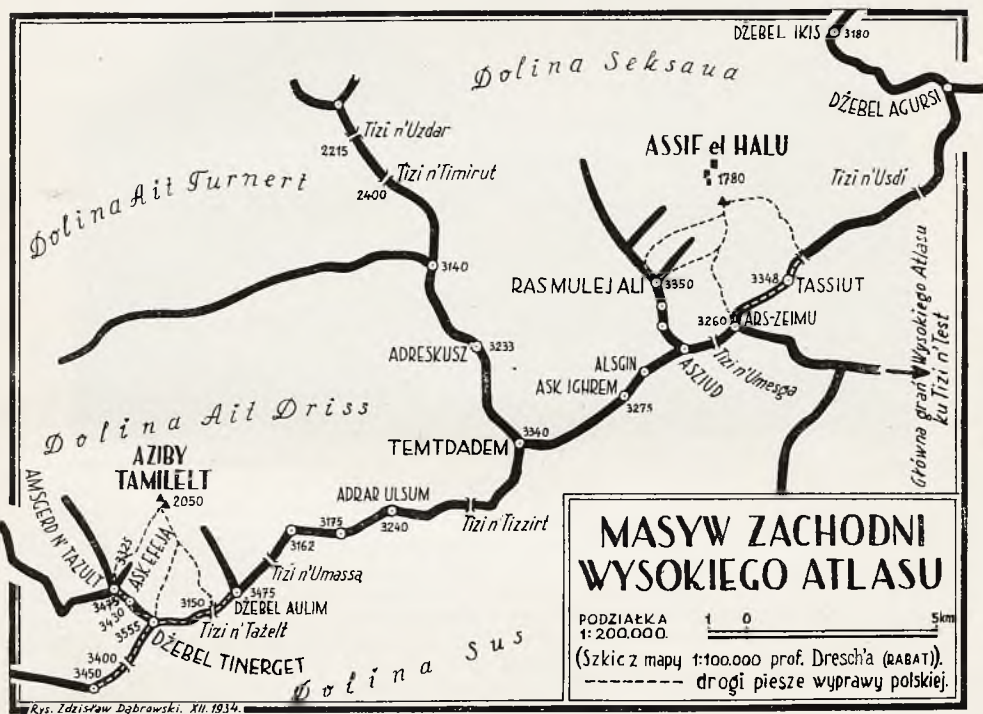 DŻEBEL IKIS
3180
Dolina Seksaua
DŻEBEL AGURSI
Tizi n'Uzdar
2215
ASSIF el HALU
1780
Tizi n'Timirut
2400
Tizi n'Usdi
Dolina Ait Turnert
3140
RAS MULEJ ALI
3350
3348
TASSIUT
3260
ARS-ZEIMU
Główna grań Wysokiego Atlasu
ku Tizi n'Test
ADRESKUSZ
3233
ALSGIN
ASZIUD
Tizi n'Umesga
ASK. IGHREM
3275
Dolina Ait Driss
TEMTDADEM
3340
AZIBY
TAMILELT
2050
AMSGERD N'TAZULT
ADRAR ULSUM
3240
3175
3162
Tizi n'Tizzirt
3225
ASK. EFEJA
Tizi n'Umassa
3475
3430
3555
3150
3475
DŻEBEL AULIM
Tizi n'Tażelt
DŻEBEL TINERGET
3400
3450
Dolina Sus
MASYW ZACHODNI
WYSOKIEGO ATLASU
PODZIAŁKA
1:200.000.
1 0 5km
(Szkic z mapy 1:100.000 prof. Dresch'a (RABAT)).
drogi piesze wyprawy polskiej.
Rys. Zdzisław Dąbrowski. XII. 1934.